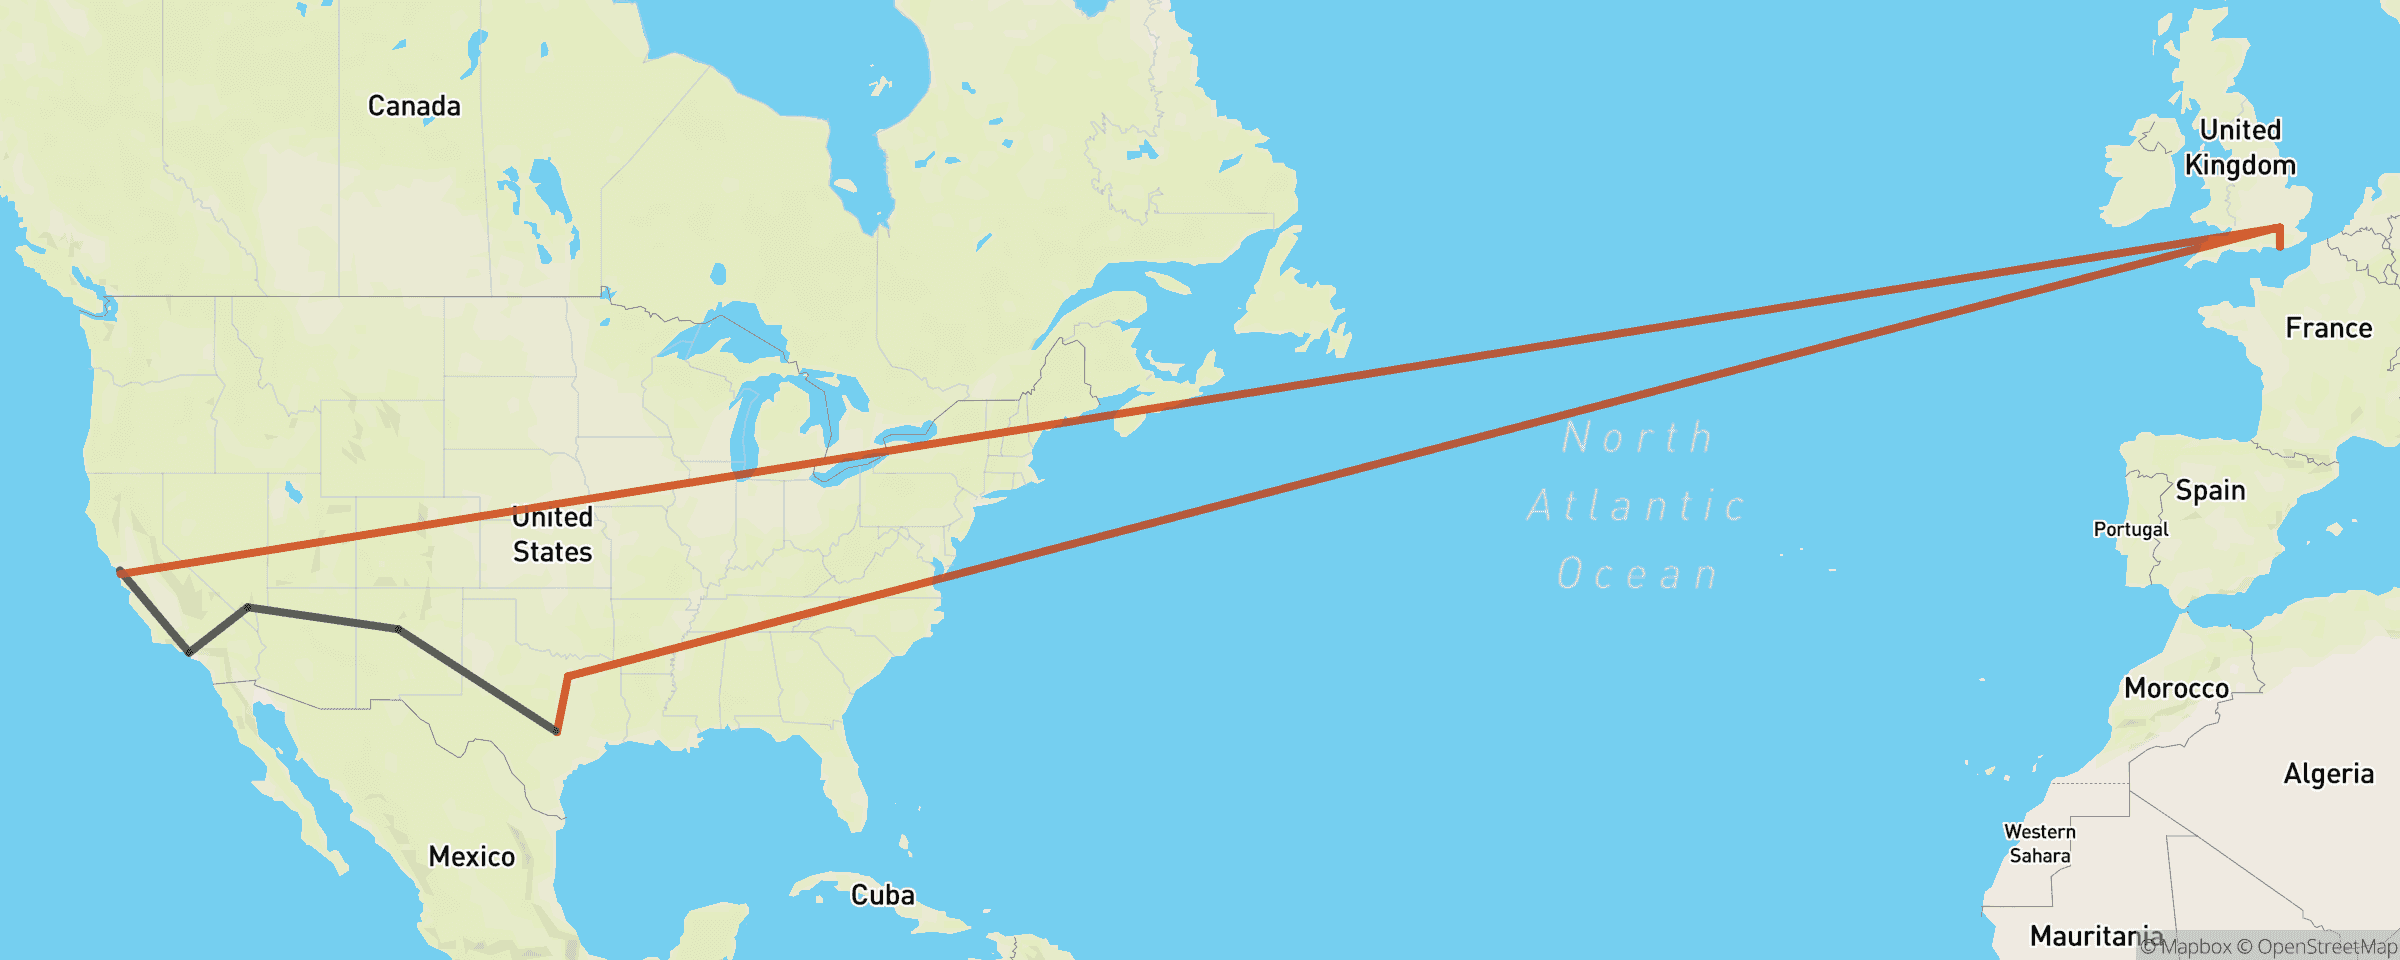 Canada
United
Kingdom
France
North
Atlantic
Ocean
Spain
Portugal
United
States
Morocco
Algeria
Western
Sahara
Mexico
Cuba
Mauritania
© Mapbox © OpenStreetMap